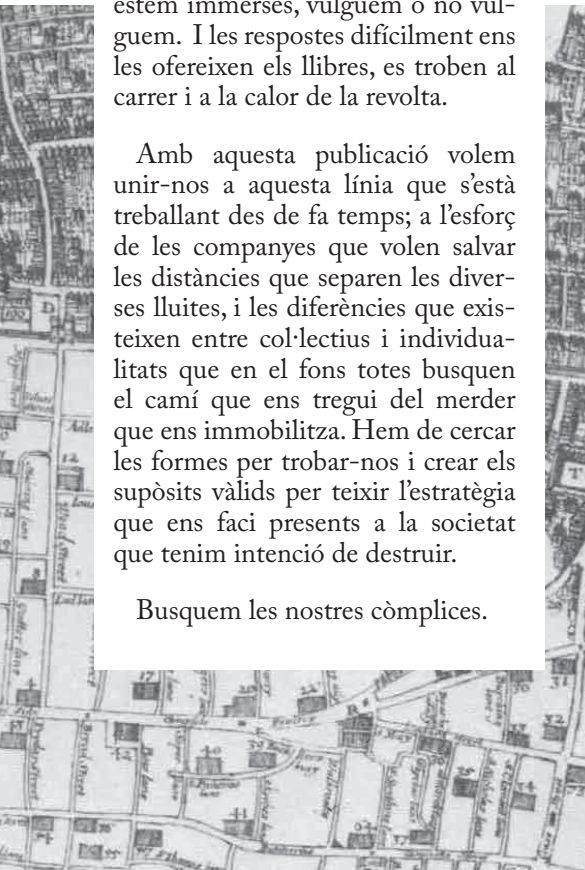 estem immerses, vulguem o no vul-
guem. I les respostes difícilment ens
les ofereixen els llibres, es troben al
carrer i a la calor de la revolta.
Amb aquesta publicació volem
unir-nos a aquesta línia que s’està
treballant des de fa temps; a l’esforç
de les companyes que volen salvar
les distàncies que separen les diver-
ses lluites, i les diferències que exis-
teixen entre col·lectius i individua-
litats que en el fons totes busquen
el camí que ens tregui del merder
que ens immobilitza. Hem de cercar
les formes per trobar-nos i crear els
supòsits vàlids per teixir l’estratègia
que ens faci presents a la societat
que tenim intenció de destruir.
Busquem les nostres còmplices.